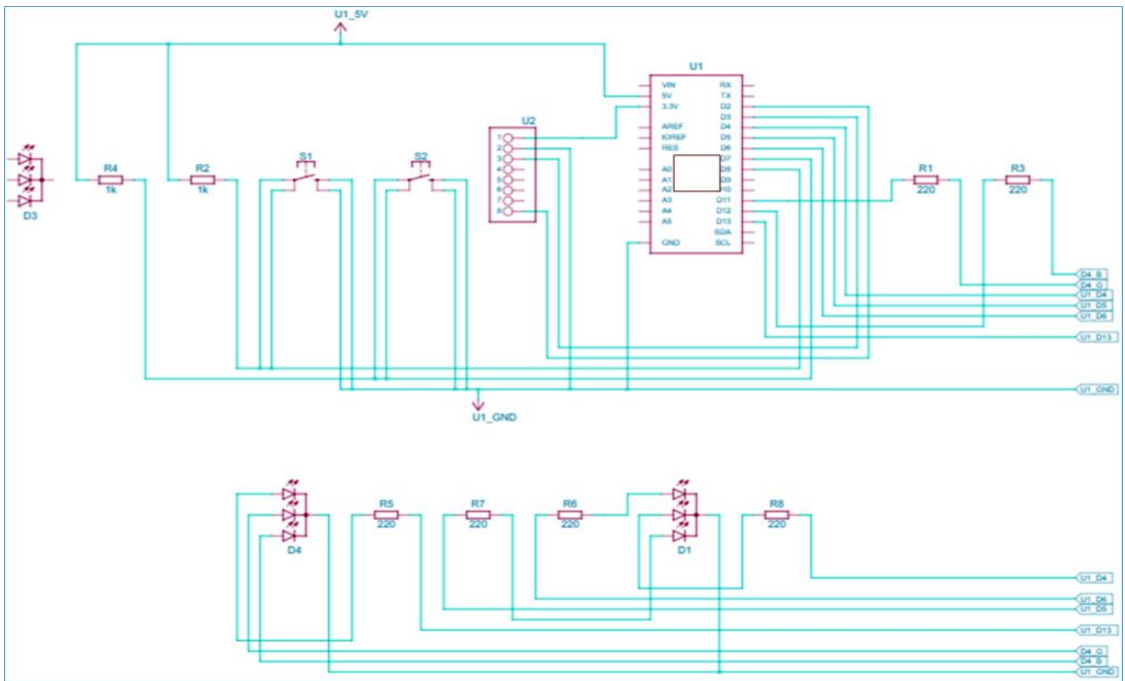 U1_5V
U1
VIN
5V
3.3V
AREF
IOREF
RES
A0
A1
A2
A3
A4
A5
GND
RX
TX
D2
D3
D4
D5
D6
D7
D8
D9
D10
D11
D12
D13
SDA
SCL
U2
1
2
3
4
5
6
7
8
D3
R4
1k
R2
1k
S1
S2
R1
220
R3
220
D4_B
D4_G
U1_D4
U1_D5
U1_D6
U1_D13
U1_GND
U1_GND
D4
R5
220
R7
220
R6
220
D1
R8
220
U1_D4
U1_D6
U1_D5
U1_D13
D4_G
D4_B
U1_GND